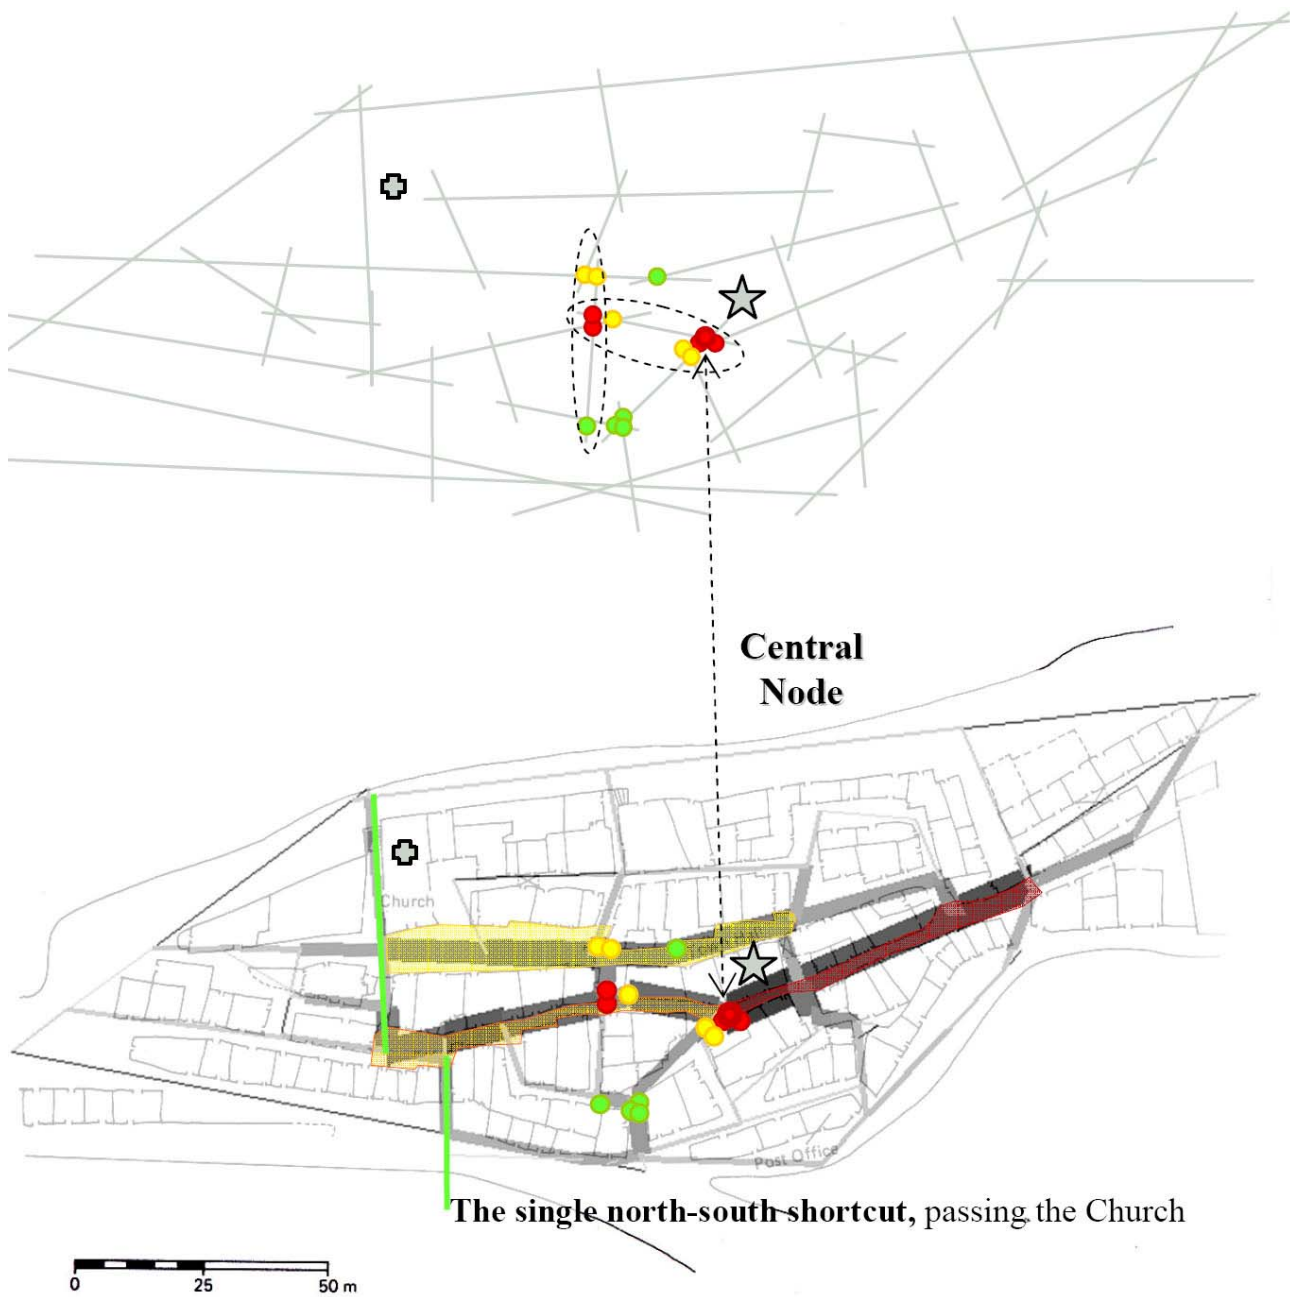 Central
Node
Church
Post Office
The single north-south shortcut, passing the Church
0 25 50 m